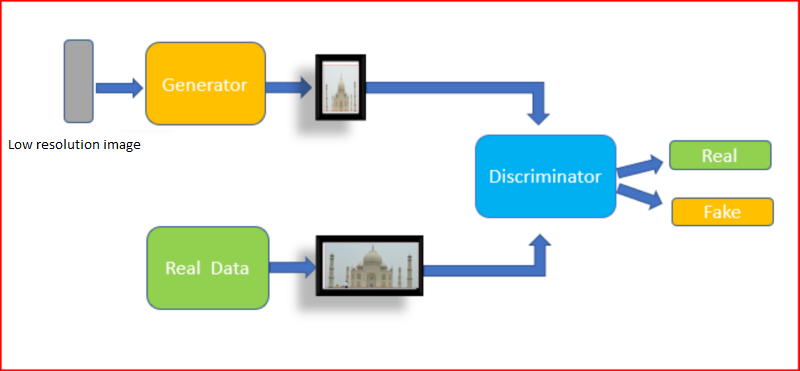 Generator
Low resolution image
Discriminator
Real
Fake
Real Data